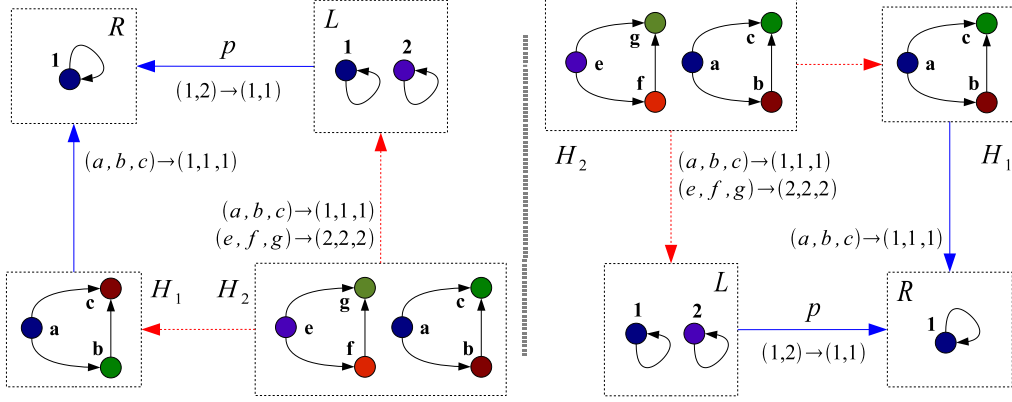 R
1
p
(1,2)→(1,1)
L
1 2
(a,b,c)→(1,1,1)
(a,b,c)→(1,1,1)
(e,f,g)→(2,2,2)
H₁
H₂
c
a
b
g
e
f
c
a
b
g
e
f
c
a
b
c
a
b
H₂
H₁
(a,b,c)→(1,1,1)
(e,f,g)→(2,2,2)
(a,b,c)→(1,1,1)
L
1 2
p
(1,2)→(1,1)
R
1